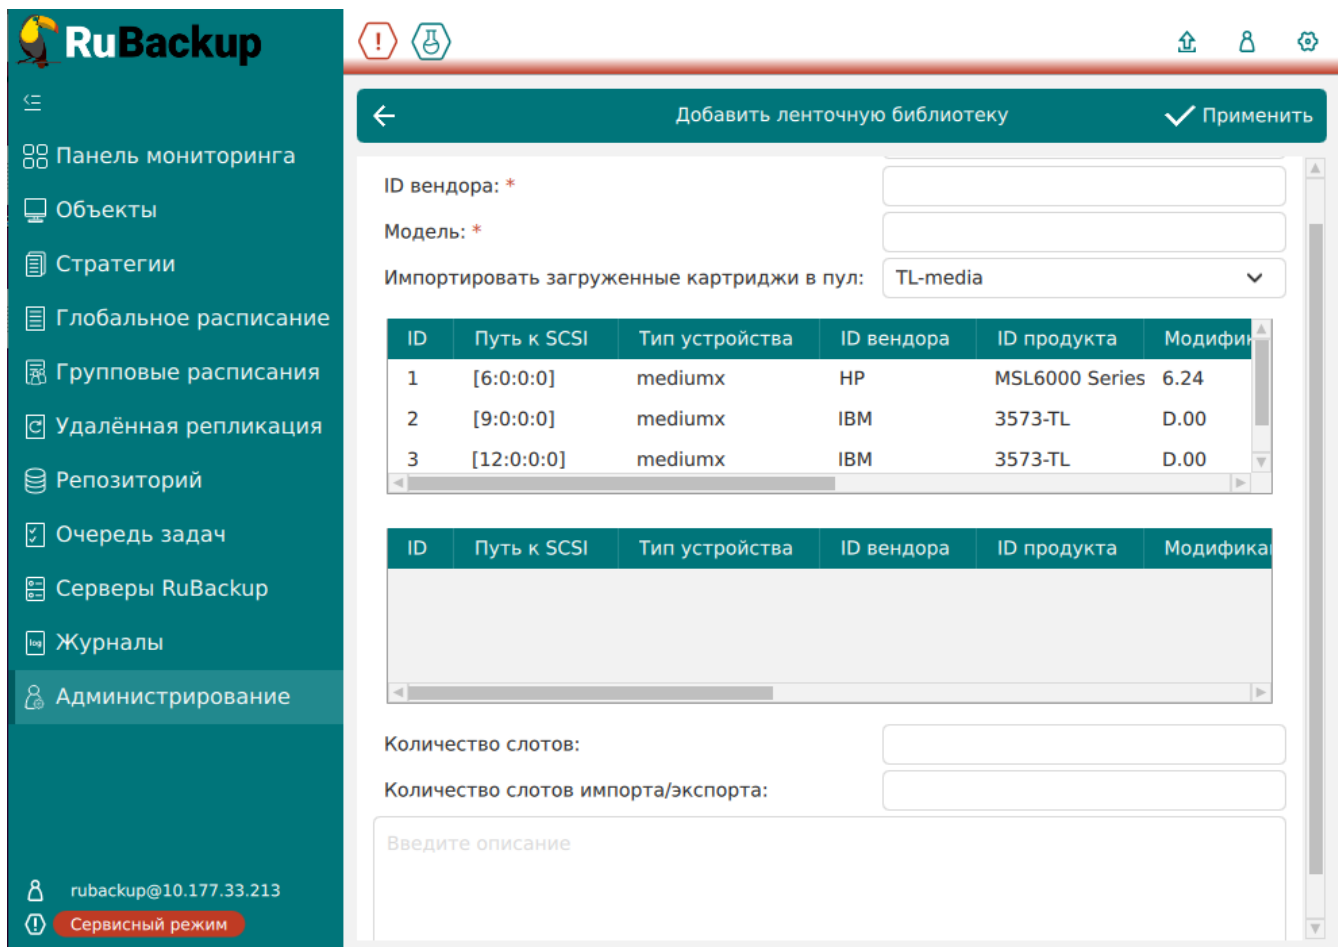 RuBackup
Панель мониторинга
Объекты
Стратегии
Глобальное расписание
Групповые расписания
Удалённая репликация
Репозиторий
Очередь задач
Серверы RuBackup
log
Журналы
Администрирование
rubackup@10.177.33.213
Сервисный режим
Добавить ленточную библиотеку
Применить
ID вендора: *
Модель: *
Импортировать загруженные картриджи в пул: TL-media
ID Путь к SCSI Тип устройства ID вендора ID продукта Модифик
1 [6:0:0:0] mediumx HP MSL6000 Series 6.24
2 [9:0:0:0] mediumx IBM 3573-TL D.00
3 [12:0:0:0] mediumx IBM 3573-TL D.00
ID Путь к SCSI Тип устройства ID вендора ID продукта Модифика
Количество слотов:
Количество слотов импорта/экспорта:
Введите описание